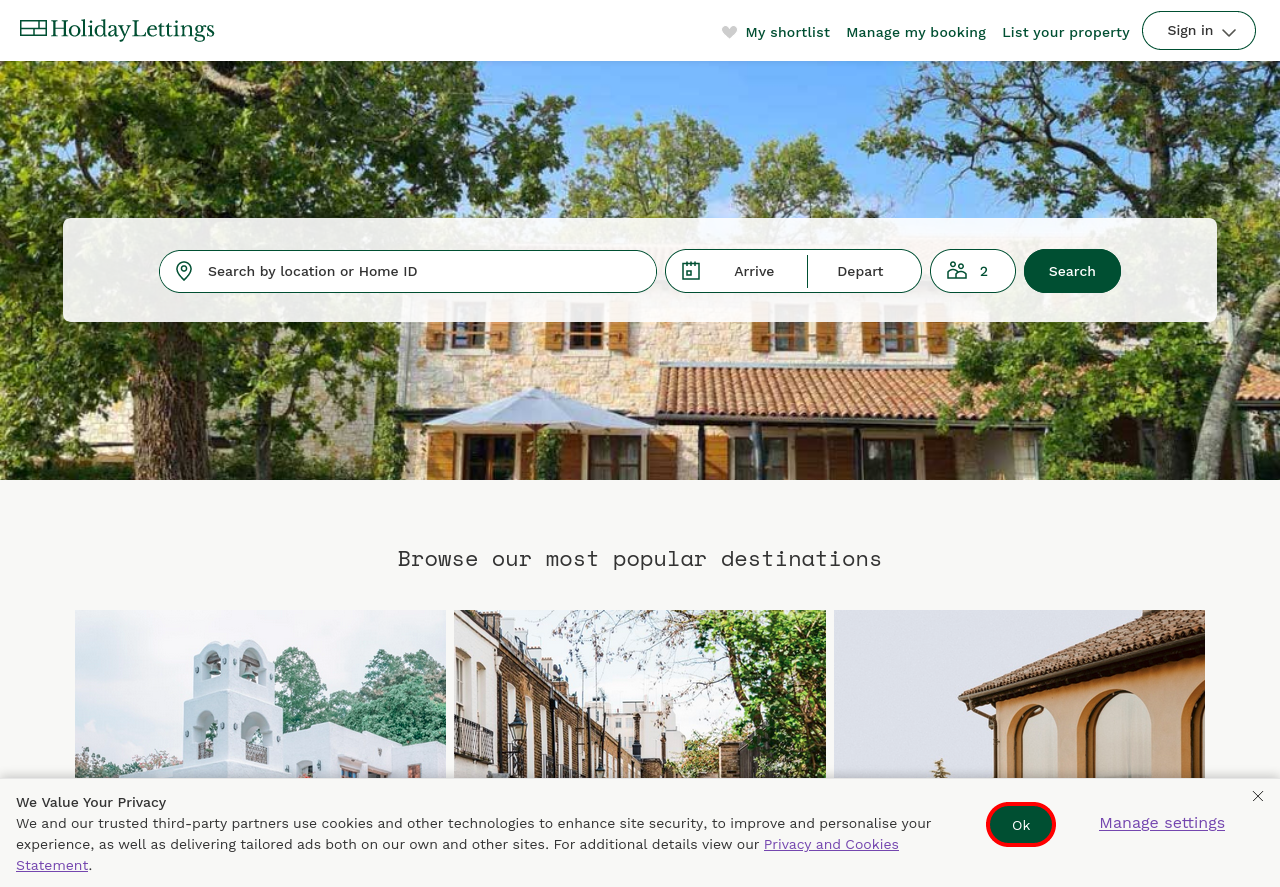 HolidayLettings
My shortlist
Manage my booking
List your property
Sign in
Search by location or Home ID
Arrive
Depart
2
Search
Browse our most popular destinations
We Value Your Privacy
We and our trusted third-party partners use cookies and other technologies to enhance site security, to improve and personalise your
experience, as well as delivering tailored ads both on our own and other sites. For additional details view our Privacy and Cookies
Statement.
Ok
Manage settings